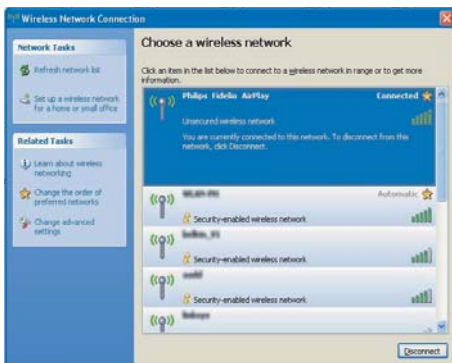 Wireless Network Connection
Network Tasks
Refresh network list
Set up a wireless network
for a home or small office
Related Tasks
Learn about wireless
networking
Change the order of
preferred networks
Change advanced
settings
Choose a wireless network
Click an item in the list below to connect to a wireless network in range or to get more
information.
Philips Fidelio AirPlay
Connected
Unsecured wireless network
You are currently connected to this network. To disconnect from this
network, click Disconnect.
Automatic
Security-enabled wireless network
Security-enabled wireless network
Security-enabled wireless network
Disconnect